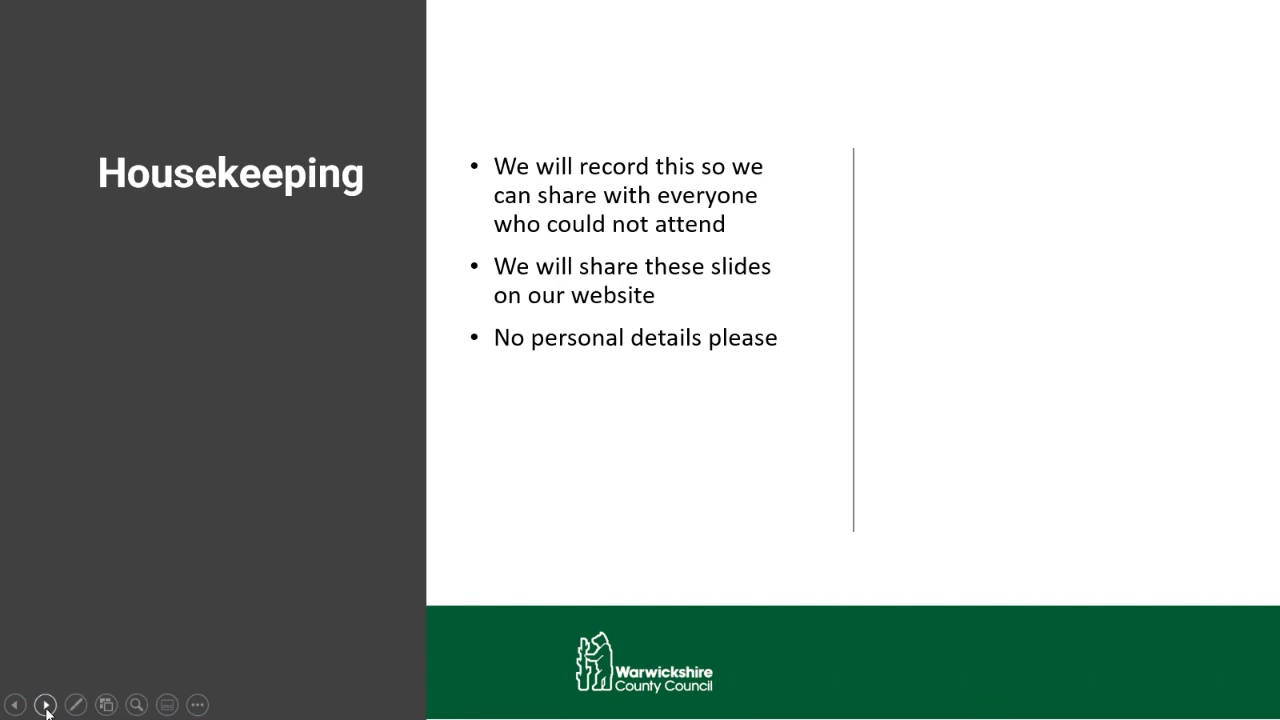 Housekeeping
• We will record this so we
can share with everyone
who could not attend
• We will share these slides
on our website
• No personal details please
Warwickshire
County Council